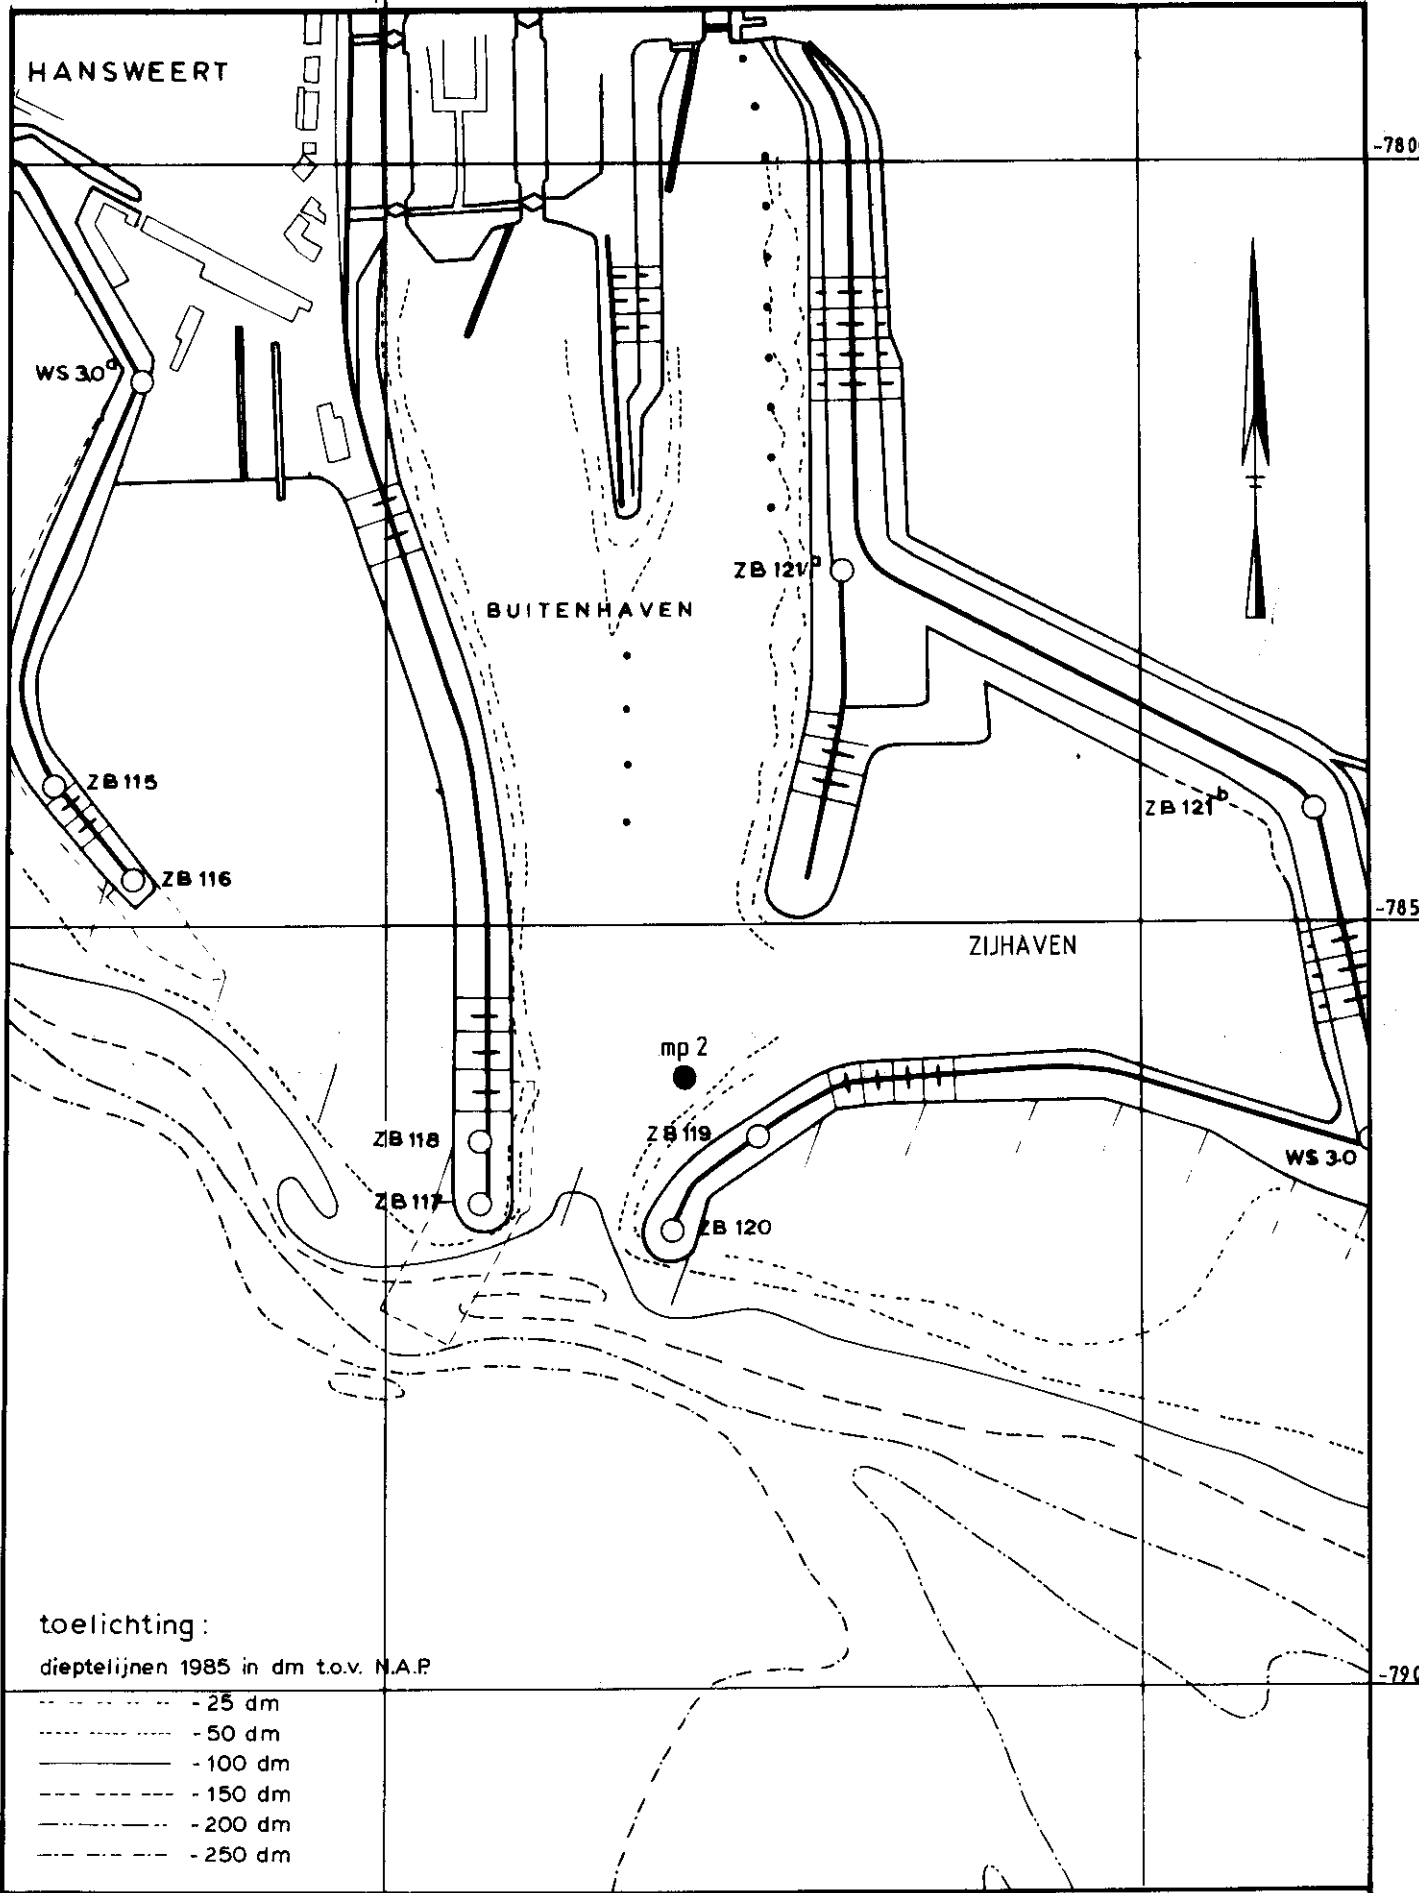 HANSWEERT
-780
WS 3.0a
ZB 121a
BUITENHAVEN
ZB 115
ZB 121b
ZB 116
-785
ZIJHAVEN
mp 2
ZB 118
ZB 119
WS 3.0
ZB 117
ZB 120
toelichting:
dieptelijnen 1985 in dm t.o.v. N.A.P.
-790
-25 dm
-50 dm
-100 dm
-150 dm
-200 dm
-250 dm